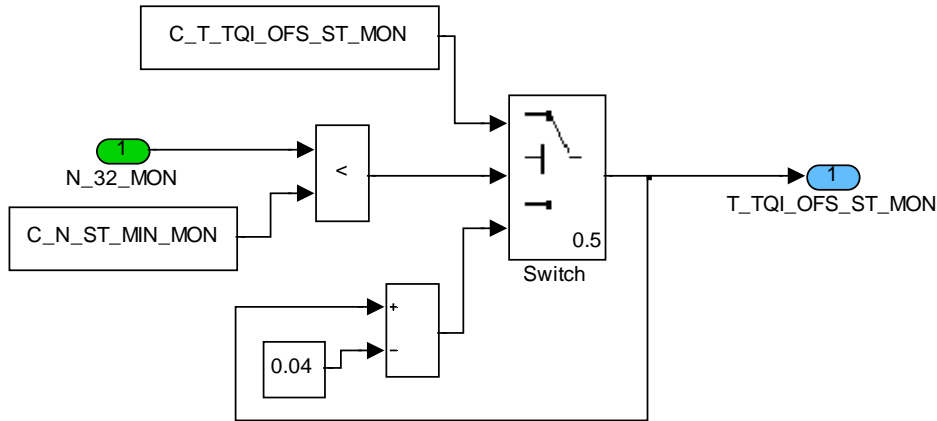 C_T_TQI_OFS_ST_MON
1
N_32_MON
<
C_N_ST_MIN_MON
0.5
Switch
1
T_TQI_OFS_ST_MON
+
−
0.04